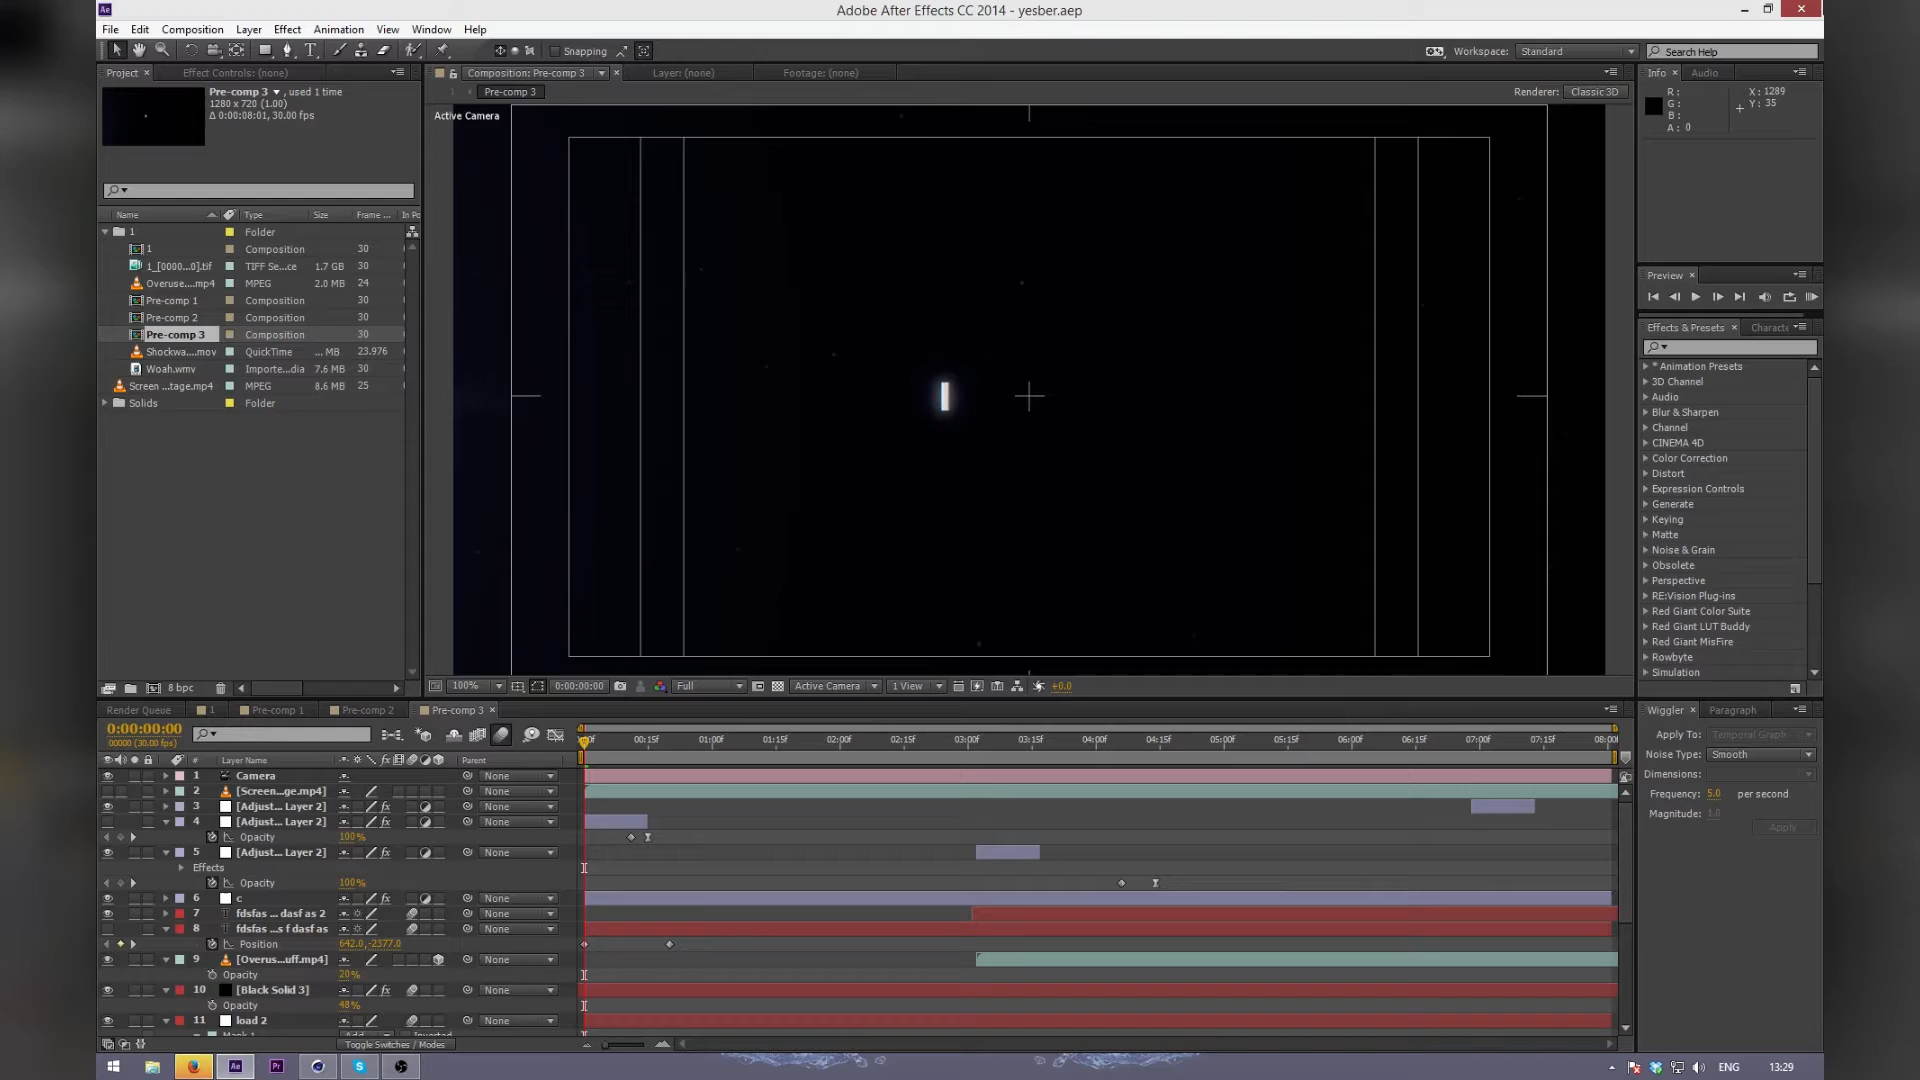 Adobe After Effects CC 2014 - yesber.aep
File Edit Composition Layer Effect Animation View Window Help
Snapping
Workspace: Standard
Search Help
Project
Effect Controls: (none)
Composition: Pre-comp 3
Layer: (none)
Footage: (none)
Info
Audio
Pre-comp 3 , used 1 time
1280 x 720 (1.00)
Δ 0:00:08:01, 30.00 fps
Pre-comp 3
Renderer: Classic 3D
R :
G :
B :
A : 0
X : 1289
Y : 35
Active Camera
Name Type Size Frame ... In Po
1 Folder
1 Composition 30
1_[0000...0].tif TIFF Se...ce 1.7 GB 30
Overuse....mp4 MPEG 2.0 MB 24
Pre-comp 1 Composition 30
Pre-comp 2 Composition 30
Pre-comp 3 Composition 30
Shockwa....mov QuickTime ... MB 23.976
Woah.wmv Importe...dia 7.6 MB 30
Screen ...tage.mp4 MPEG 8.6 MB 25
Solids Folder
Preview
Effects & Presets
Characte
* Animation Presets
3D Channel
Audio
Blur & Sharpen
Channel
CINEMA 4D
Color Correction
Distort
Expression Controls
Generate
Keying
Matte
Noise & Grain
Obsolete
Perspective
RE:Vision Plug-ins
Red Giant Color Suite
Red Giant LUT Buddy
Red Giant MisFire
Rowbyte
Simulation
8 bpc
100% 0:00:00:00 Full Active Camera 1 View +0.0
Render Queue 1 Pre-comp 1 Pre-comp 2 Pre-comp 3
0:00:00:00
00000 (30.00 fps)
00:15f 01:00f 01:15f 02:00f 02:15f 03:00f 03:15f 04:00f 04:15f 05:00f 05:15f 06:00f 06:15f 07:00f 07:15f 08:00f
# Layer Name Parent
1 Camera None
2 [Screen...ge.mp4] None
3 [Adjust... Layer 2] None
4 [Adjust... Layer 2] None
Opacity 100%
5 [Adjust... Layer 2] None
Effects
Opacity 100%
6 c None
7 fdsfas ... dasf as 2 None
8 fdsfas ...s f dasf as None
Position 642.0,-2377.0
9 [Overus...uff.mp4] None
Opacity 20%
10 [Black Solid 3] None
Opacity 48%
11 load 2 None
Toggle Switches / Modes
Wiggler
Paragraph
Apply To: Temporal Graph
Noise Type: Smooth
Dimensions:
Frequency: 5.0 per second
Magnitude: 1.0
Apply
ENG
13:29